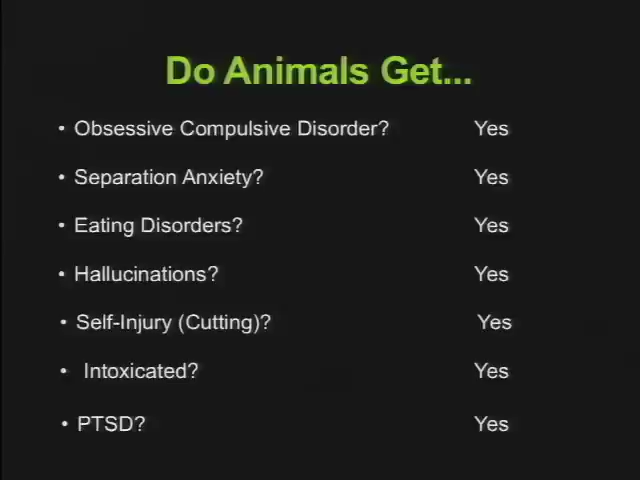 Do Animals Get...
• Obsessive Compulsive Disorder? Yes
• Separation Anxiety? Yes
• Eating Disorders? Yes
• Hallucinations? Yes
• Self-Injury (Cutting)? Yes
• Intoxicated? Yes
• PTSD? Yes